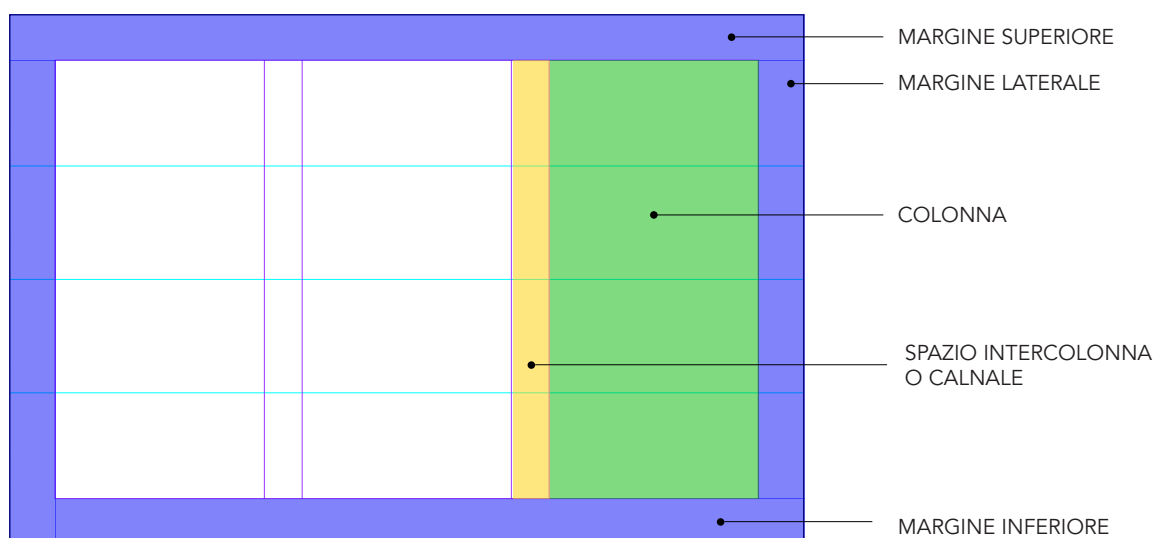 MARGINE SUPERIORE
MARGINE LATERALE
COLONNA
SPAZIO INTERCOLONNA
O CALNALE
MARGINE INFERIORE